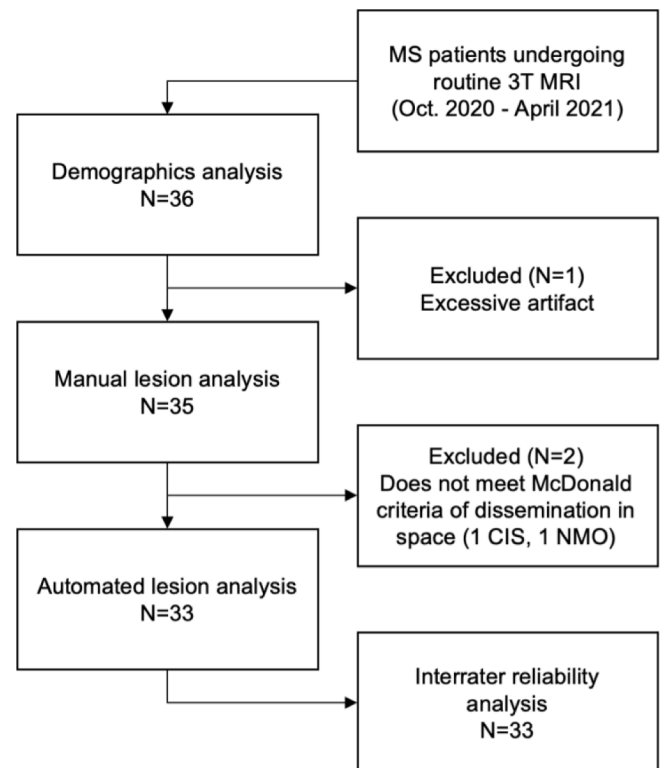 MS patients undergoing
routine 3T MRI
(Oct. 2020 - April 2021)
Demographics analysis
N=36
Excluded (N=1)
Excessive artifact
Manual lesion analysis
N=35
Excluded (N=2)
Does not meet McDonald
criteria of dissemination in
space (1 CIS, 1 NMO)
Automated lesion analysis
N=33
Interrater reliability
analysis
N=33